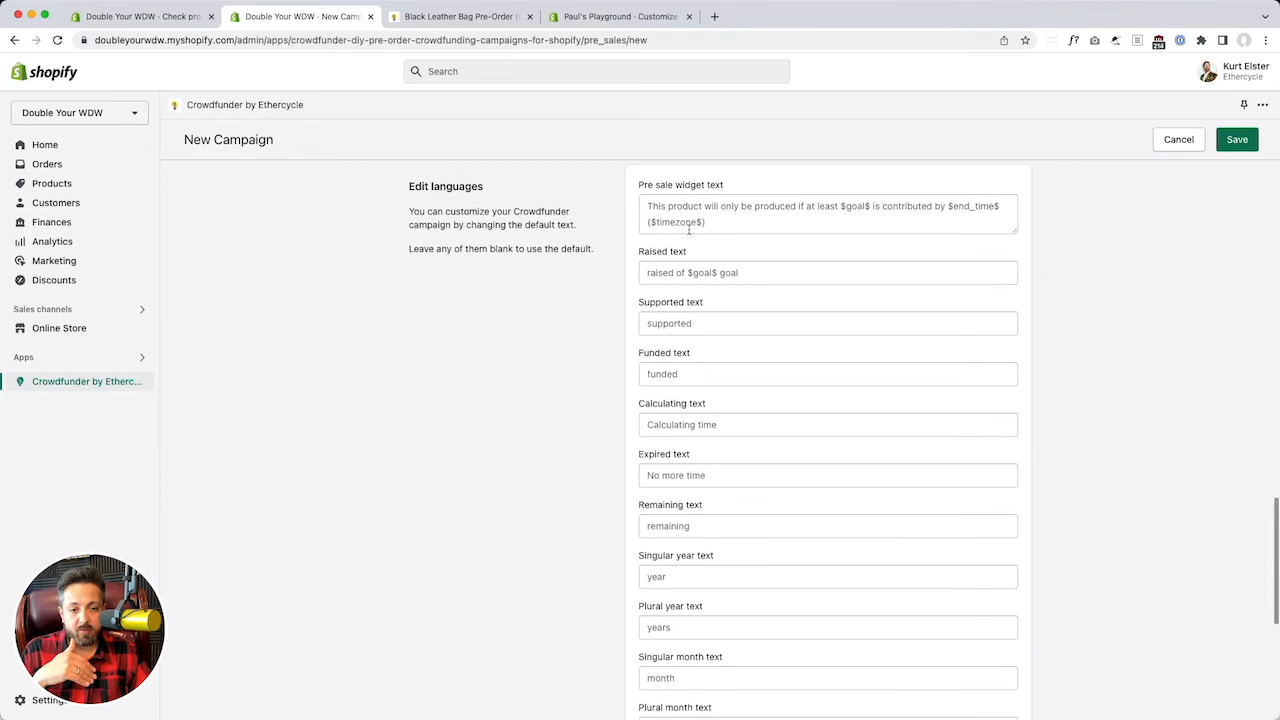 Double Your WDW · Check pro
Double Your WDW · New Camp
Black Leather Bag Pre-Order (
Paul's Playground · Customize
doubleyourwdw.myshopify.com/admin/apps/crowdfunder-diy-pre-order-crowdfunding-campaigns-for-shopify/pre_sales/new
f?
214
shopify
Search
Kurt Elster
Ethercycle
Double Your WDW
Crowdfunder by Ethercycle
New Campaign
Cancel
Save
Home
Orders
Products
Customers
Finances
Analytics
Marketing
Discounts
Sales channels
Online Store
Apps
Crowdfunder by Etherc...
Settings
Edit languages
You can customize your Crowdfunder
campaign by changing the default text.
Leave any of them blank to use the default.
Pre sale widget text
This product will only be produced if at least $goal$ is contributed by $end_time$
($timezone$)
Raised text
raised of $goal$ goal
Supported text
supported
Funded text
funded
Calculating text
Calculating time
Expired text
No more time
Remaining text
remaining
Singular year text
year
Plural year text
years
Singular month text
month
Plural month text